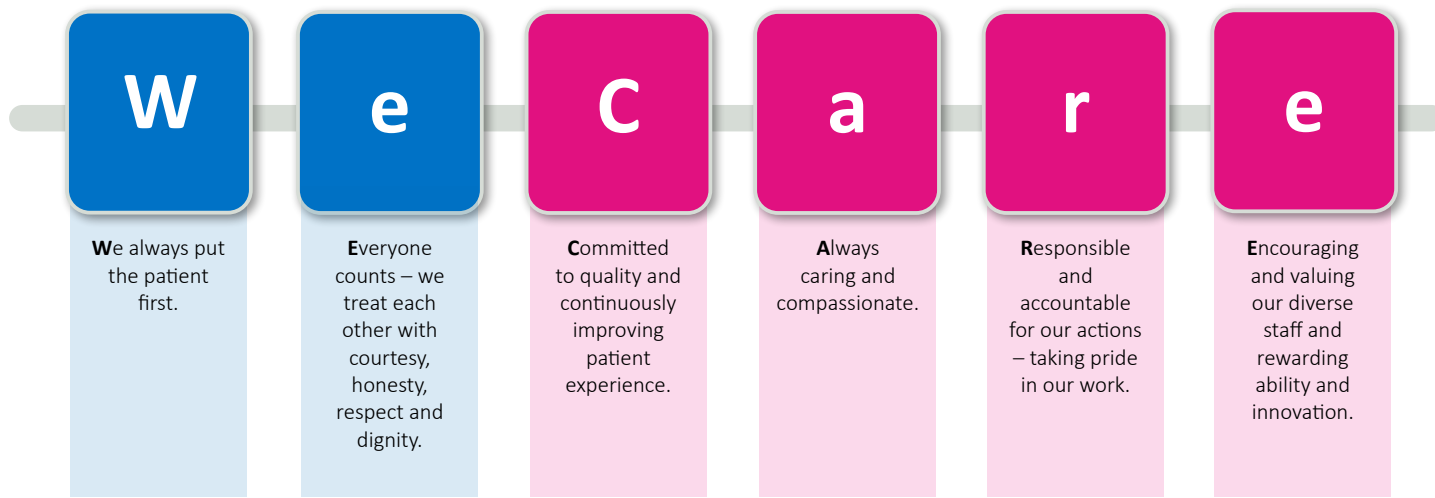 W
e
C
a
r
e
We always put
the patient
first.
Everyone
counts – we
treat each
other with
courtesy,
honesty,
respect and
dignity.
Committed
to quality and
continuously
improving
patient
experience.
Always
caring and
compassionate.
Responsible
and
accountable
for our actions
– taking pride
in our work.
Encouraging
and valuing
our diverse
staff and
rewarding
ability and
innovation.